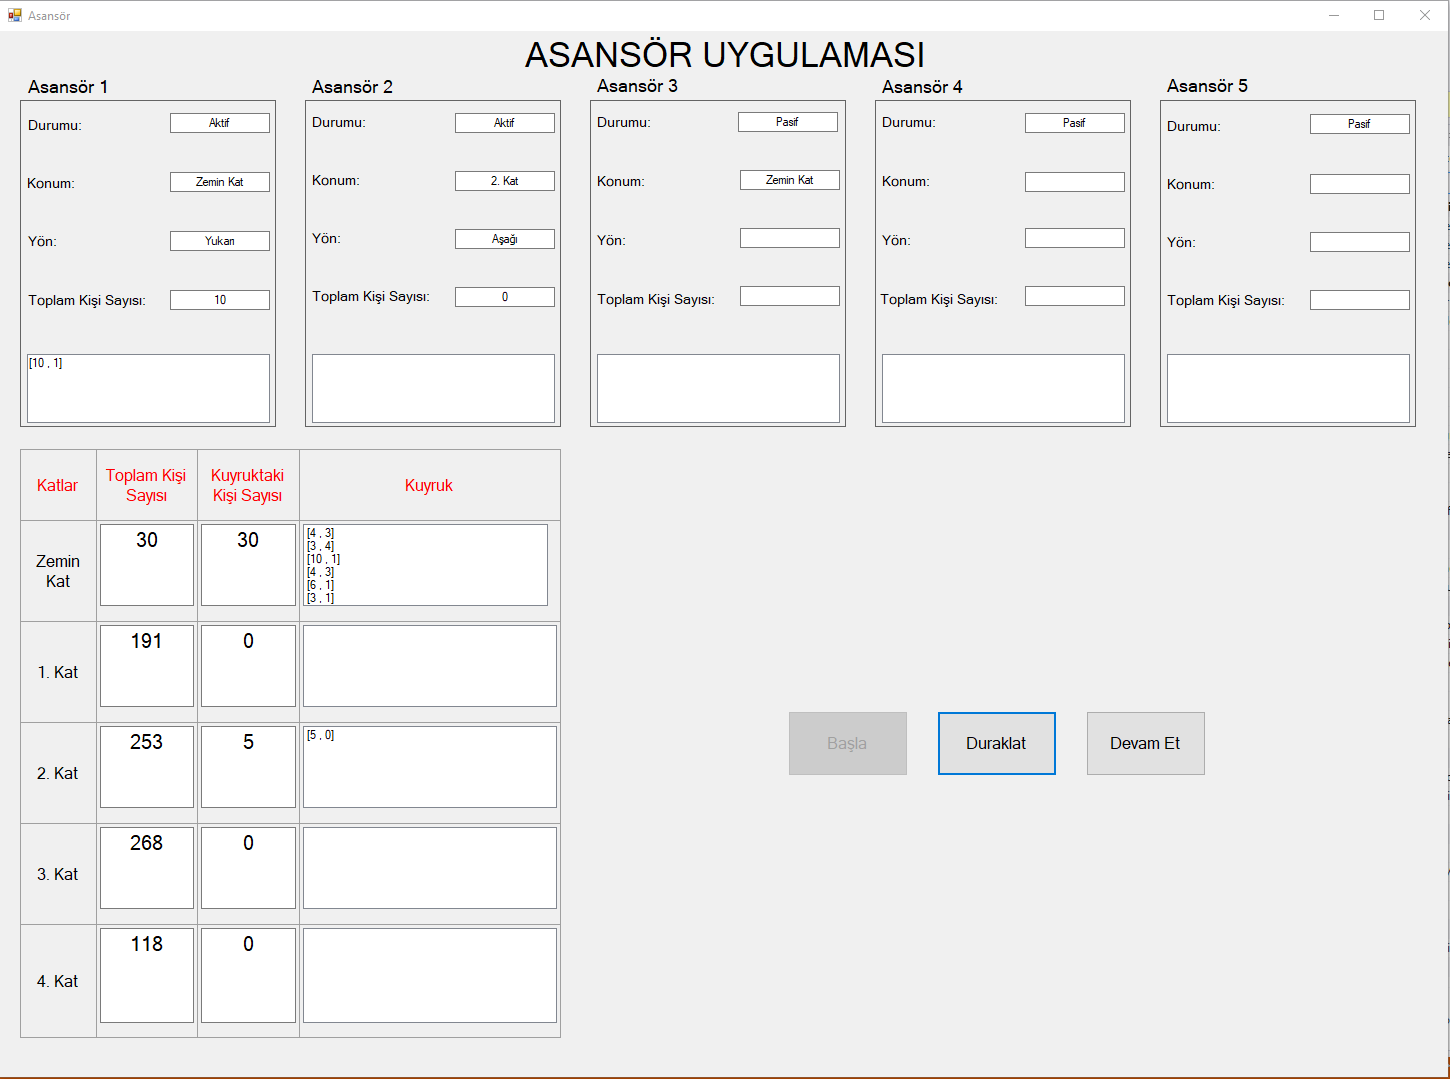 Asansör
ASANSÖR UYGULAMASI
Asansör 1
Durumu: Aktif
Konum: Zemin Kat
Yön: Yukarı
Toplam Kişi Sayısı: 10
[10 , 1]
Asansör 2
Durumu: Aktif
Konum: 2. Kat
Yön: Aşağı
Toplam Kişi Sayısı: 0
Asansör 3
Durumu: Pasif
Konum: Zemin Kat
Yön:
Toplam Kişi Sayısı:
Asansör 4
Durumu: Pasif
Konum:
Yön:
Toplam Kişi Sayısı:
Asansör 5
Durumu: Pasif
Konum:
Yön:
Toplam Kişi Sayısı:
Katlar
Toplam Kişi
Sayısı
Kuyruktaki
Kişi Sayısı
Kuyruk
Zemin
Kat
30
30
[4 , 3]
[3 , 4]
[10 , 1]
[4 , 3]
[6 , 1]
[3 , 1]
1. Kat
191
0
2. Kat
253
5
[5 , 0]
3. Kat
268
0
4. Kat
118
0
Başla
Duraklat
Devam Et